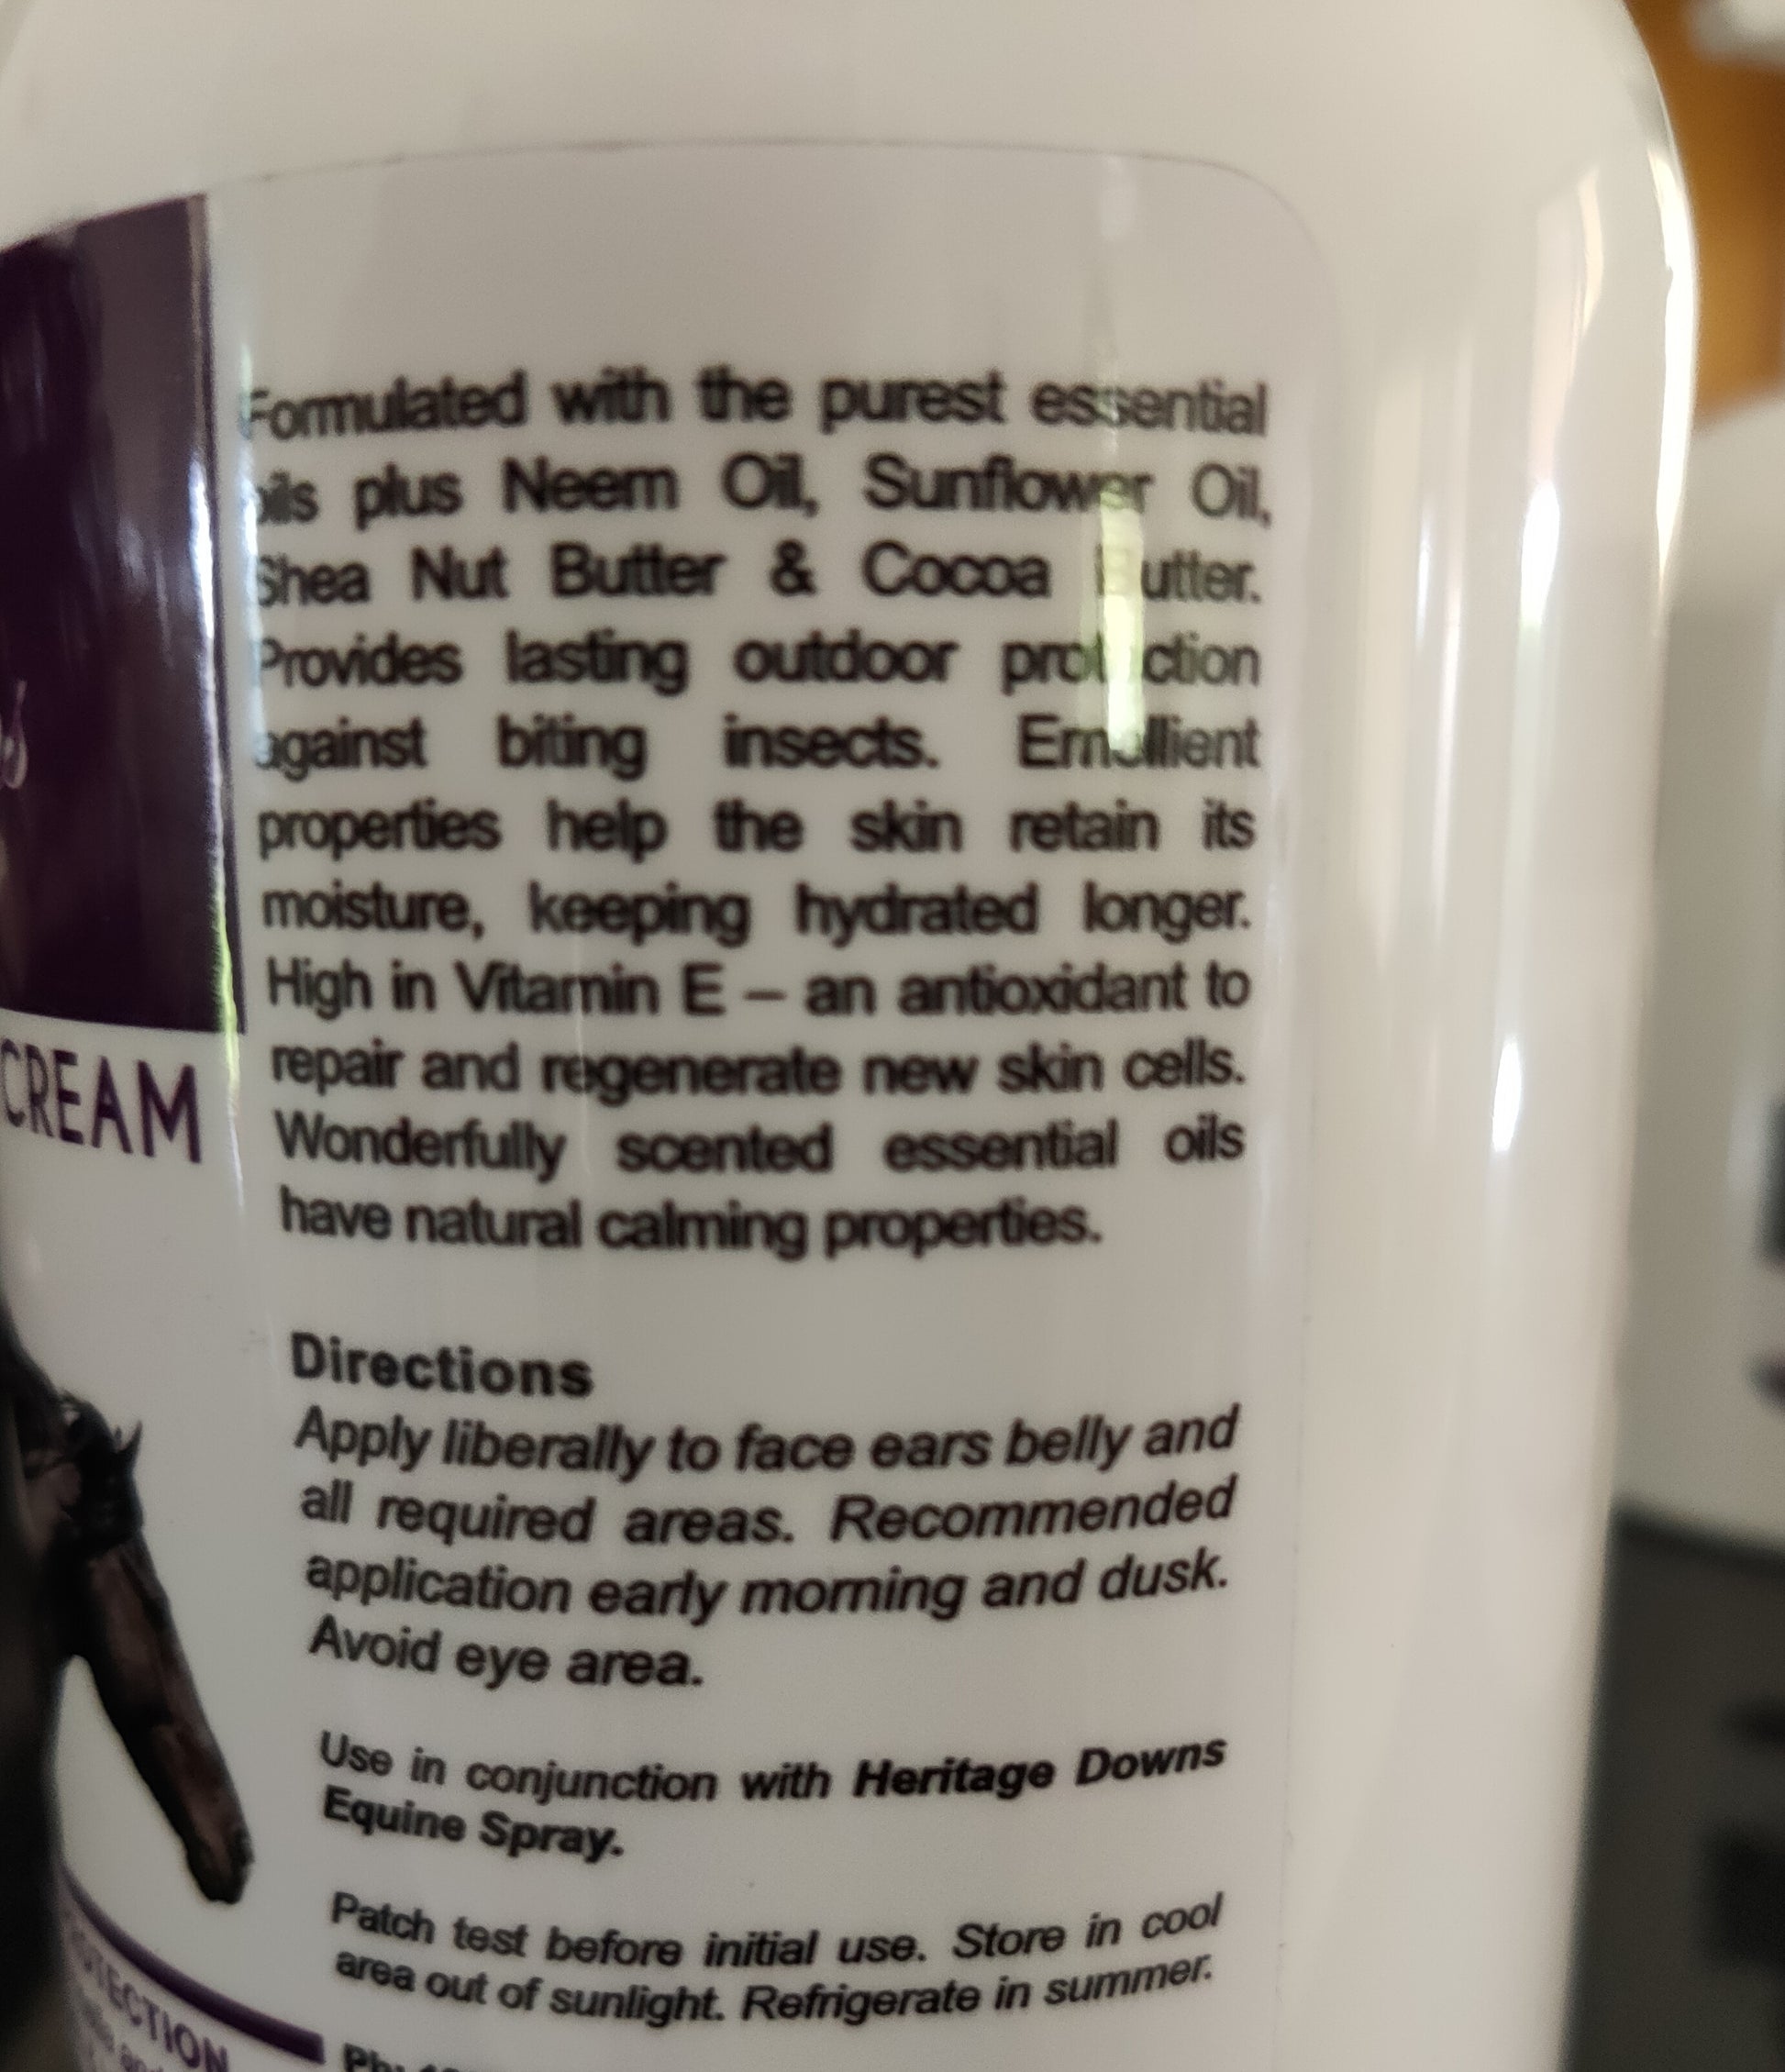 Formulated with the purest essential
oils plus Neem Oil, Sunflower Oil,
Shea Nut Butter & Cocoa Butter.
Provides lasting outdoor protection
against biting insects. Emollient
properties help the skin retain its
moisture, keeping hydrated longer.
High in Vitamin E – an antioxidant to
repair and regenerate new skin cells.
Wonderfully scented essential oils
have natural calming properties.
CREAM
Directions
Apply liberally to face ears belly and
all required areas. Recommended
application early morning and dusk.
Avoid eye area.
Use in conjunction with Heritage Downs
Equine Spray.
Patch test before initial use. Store in cool
area out of sunlight. Refrigerate in summer.
Ph: